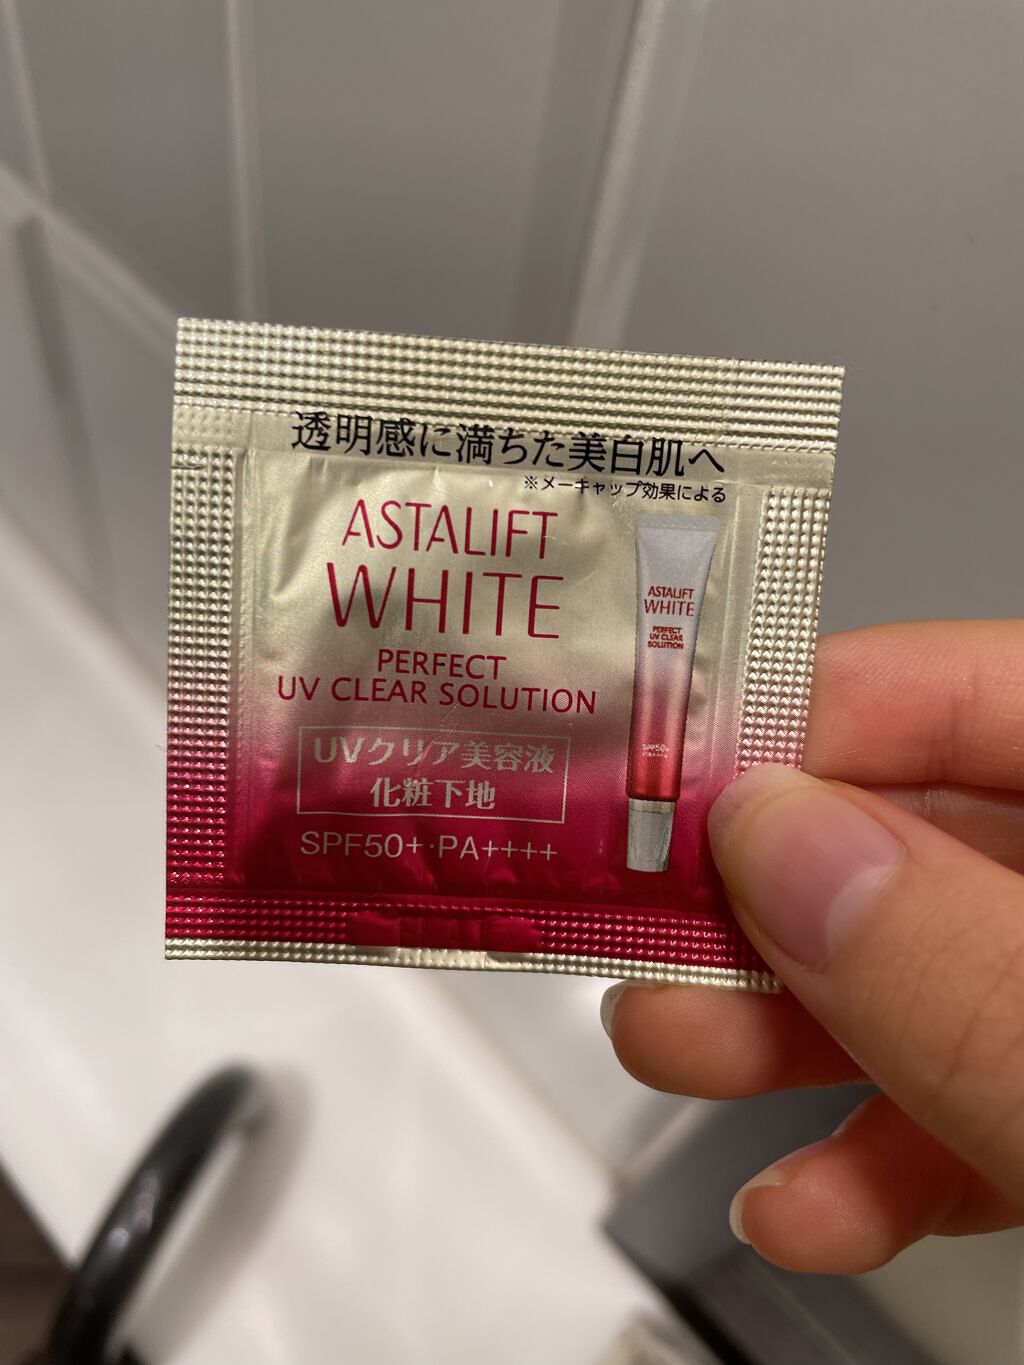 透明感に満ちた美白肌へ
※メーキャップ効果による
ASTALIFT
WHITE
PERFECT
UV CLEAR SOLUTION
UVクリア美容液
化粧下地
SPF50+・PA++++
ASTALIFT
WHITE
PERFECT
UV CLEAR
SOLUTION
SPF50+